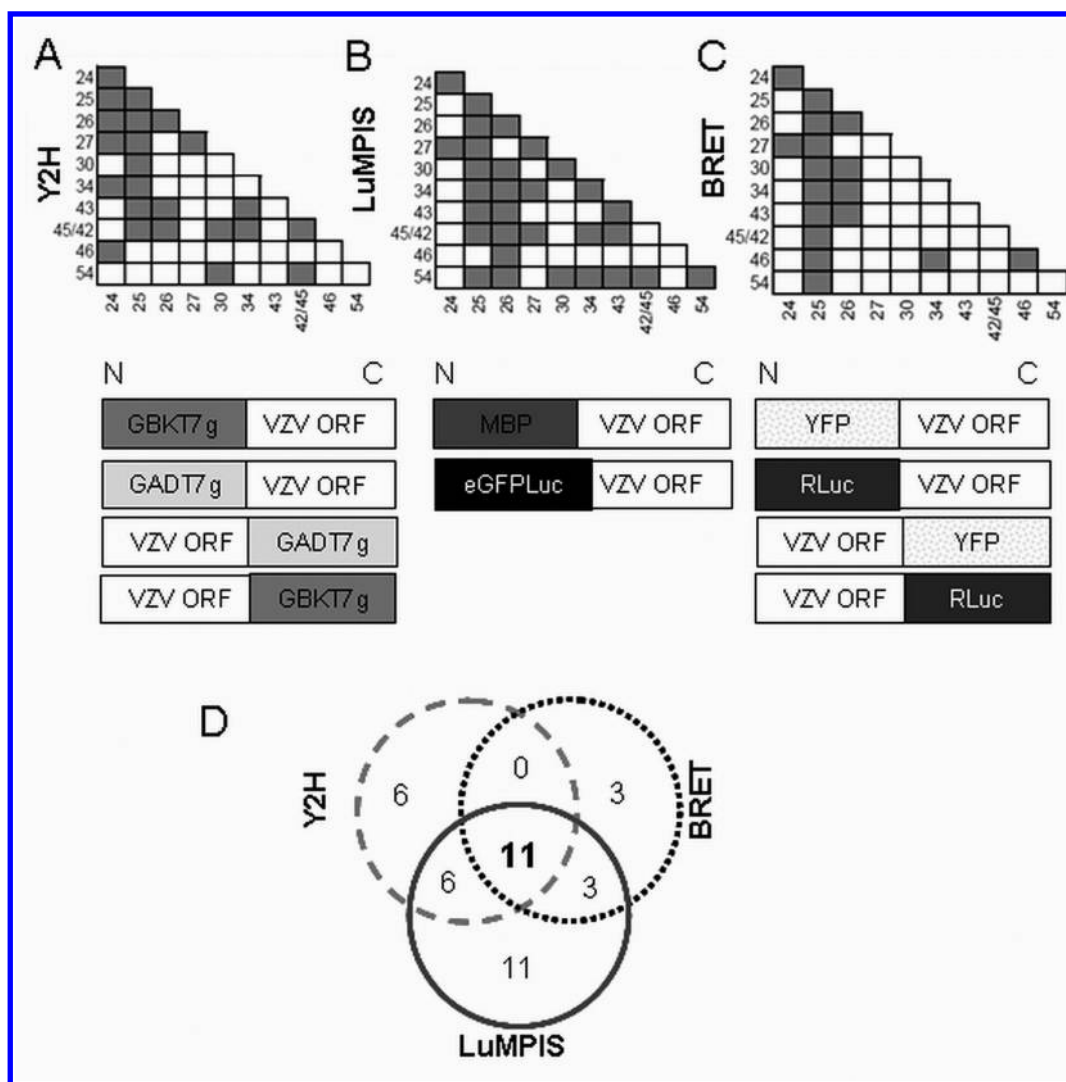 A
Y2H
24
25
26
27
30
34
43
45/42
46
54
24 25 26 27 30 34 43 42/45 46 54
B
LuMPIS
24
25
26
27
30
34
43
45/42
46
54
24 25 26 27 30 34 43 42/45 46 54
C
BRET
24
25
26
27
30
34
43
45/42
46
54
24 25 26 27 30 34 43 42/45 46 54
N C
GBKT7g VZV ORF
GADT7g VZV ORF
VZV ORF GADT7g
VZV ORF GBKT7g
N C
MBP VZV ORF
eGFPLuc VZV ORF
N C
YFP VZV ORF
RLuc VZV ORF
VZV ORF YFP
VZV ORF RLuc
D
Y2H
BRET
LuMPIS
6 0 3
11
6 3
11